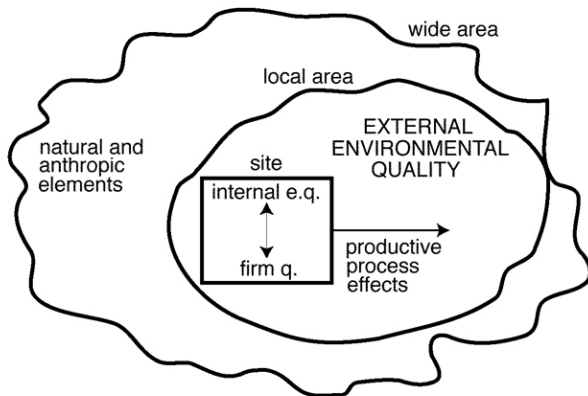 wide area
local area
EXTERNAL
ENVIRONMENTAL
QUALITY
natural and
anthropic
elements
site
internal e.q.
firm q.
productive
process
effects